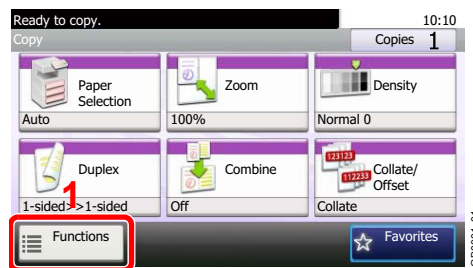 Ready to copy. 10:10
Copy Copies 1
Paper Selection
Zoom
Density
Auto
100%
Normal 0
123123
112233
Duplex
Combine
Collate/
Offset
1
1-sided>>1-sided
Off
Collate
Functions
Favorites